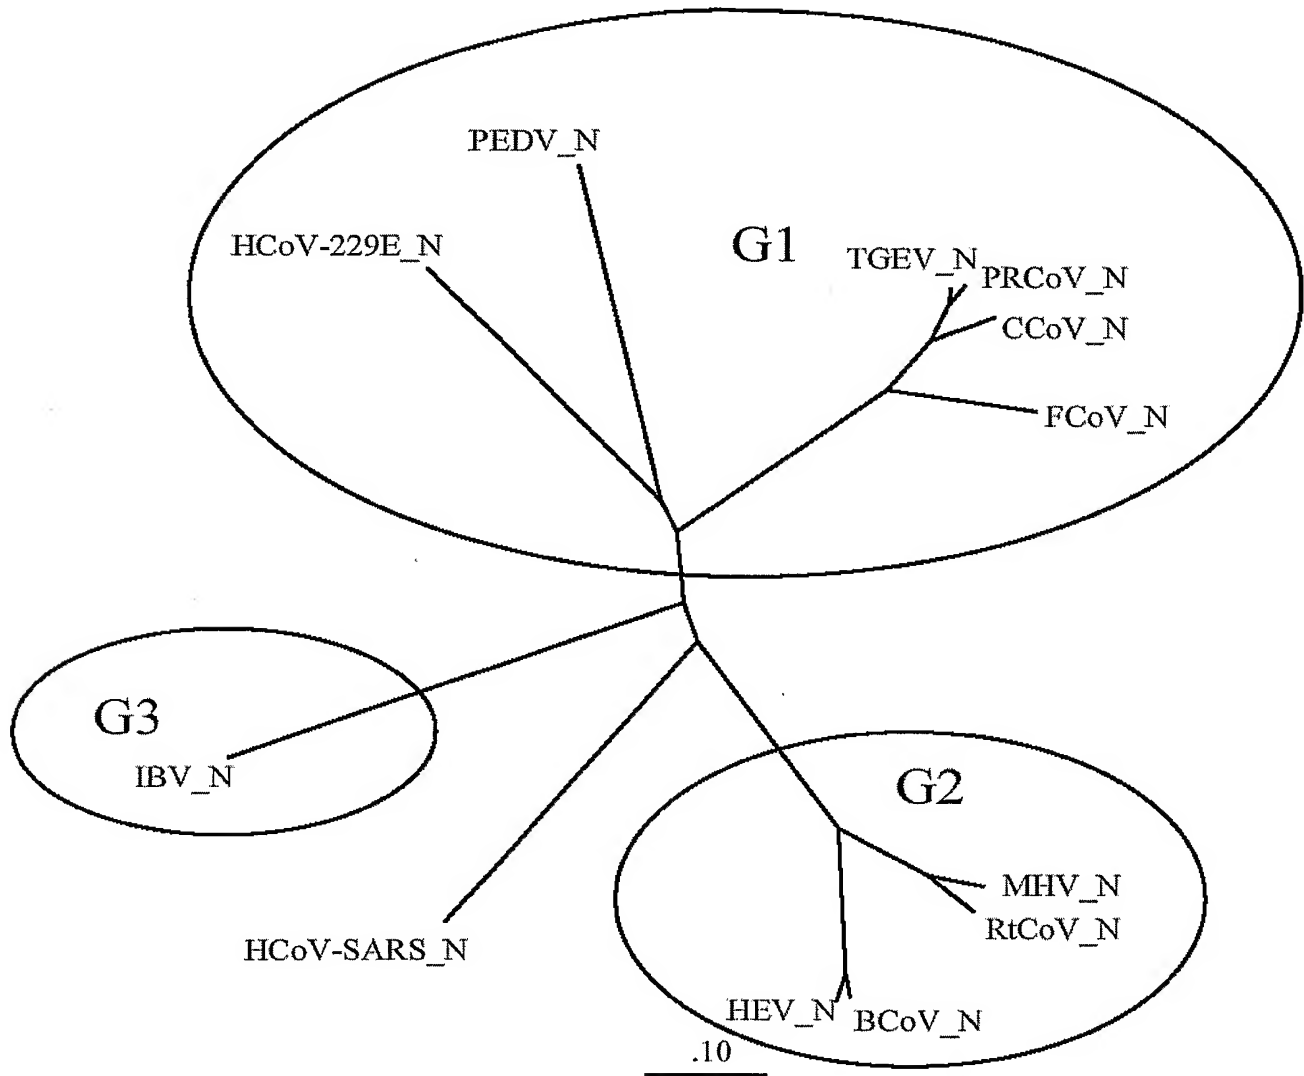 PEDV_N
HCoV-229E_N
G1
TGEV_N
PRCoV_N
CCoV_N
FCoV_N
G3
IBV_N
G2
MHV_N
RtCoV_N
HCoV-SARS_N
HEV_N
BCoV_N
.10